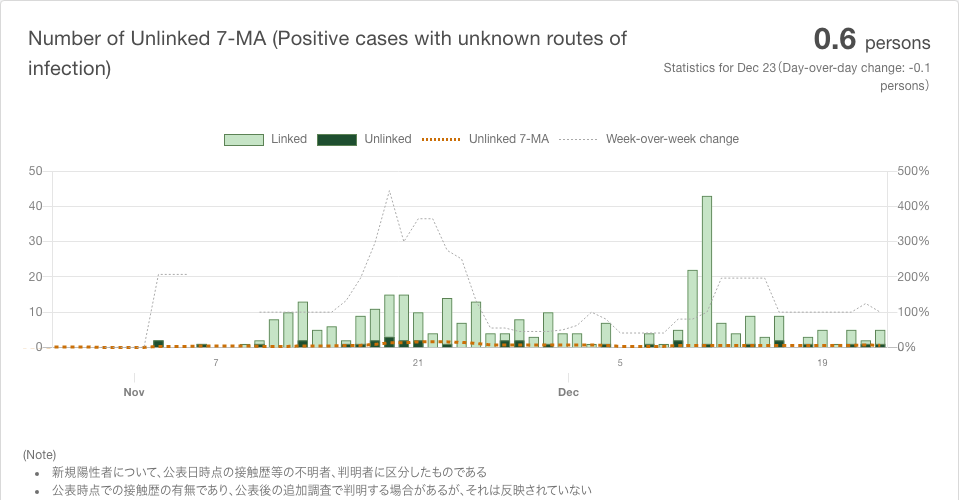 Number of Unlinked 7-MA (Positive cases with unknown routes of
infection)
0.6 persons
Statistics for Dec 23（Day-over-day change: -0.1
persons）
Linked Unlinked Unlinked 7-MA Week-over-week change
50 500%
40 400%
30 300%
20 200%
10 100%
0 0%
7 21 5 19
Nov Dec
(Note)
• 新規陽性者について、公表日時点の接触歴等の不明者、判明者に区分したものである
• 公表時点での接触歴の有無であり、公表後の追加調査で判明する場合があるが、それは反映されていない